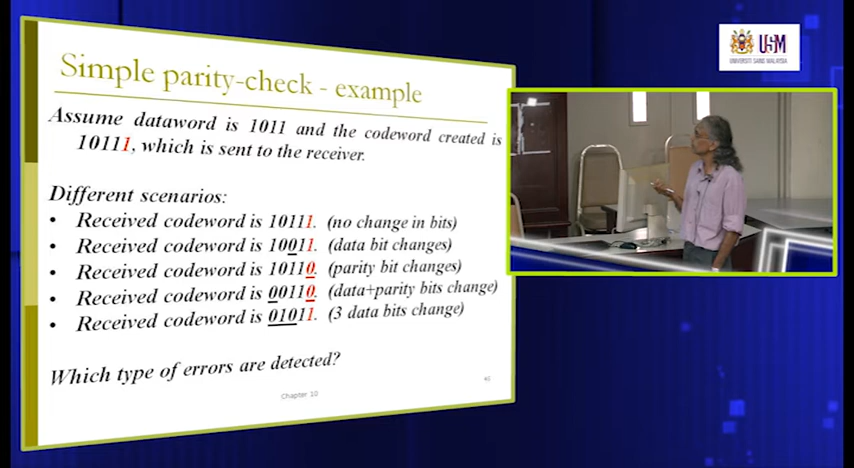 USM
UNIVERSITI SAINS MALAYSIA
Simple parity-check - example
Assume dataword is 1011 and the codeword created is
10111, which is sent to the receiver.
Different scenarios:
• Received codeword is 10111. (no change in bits)
• Received codeword is 10011. (data bit changes)
• Received codeword is 10110. (parity bit changes)
• Received codeword is 00110. (data+parity bits change)
• Received codeword is 01011. (3 data bits change)
Which type of errors are detected?
Chapter 10